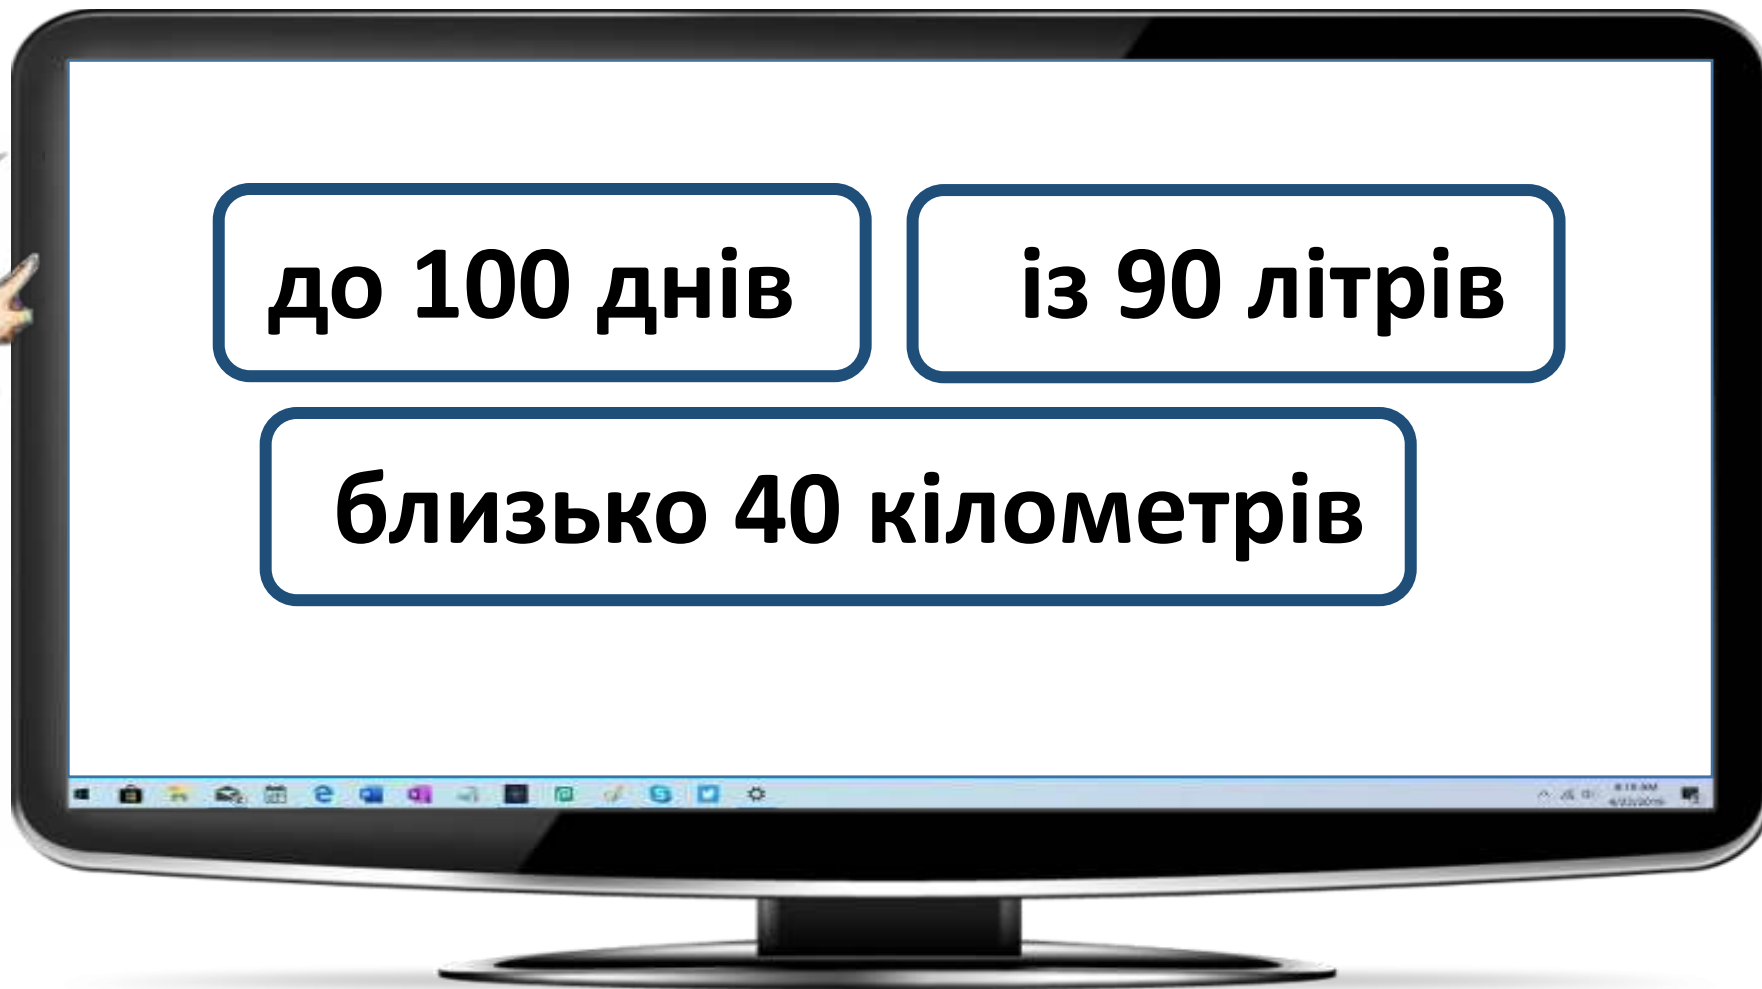 до 100 днів
із 90 літрів
близько 40 кілометрів